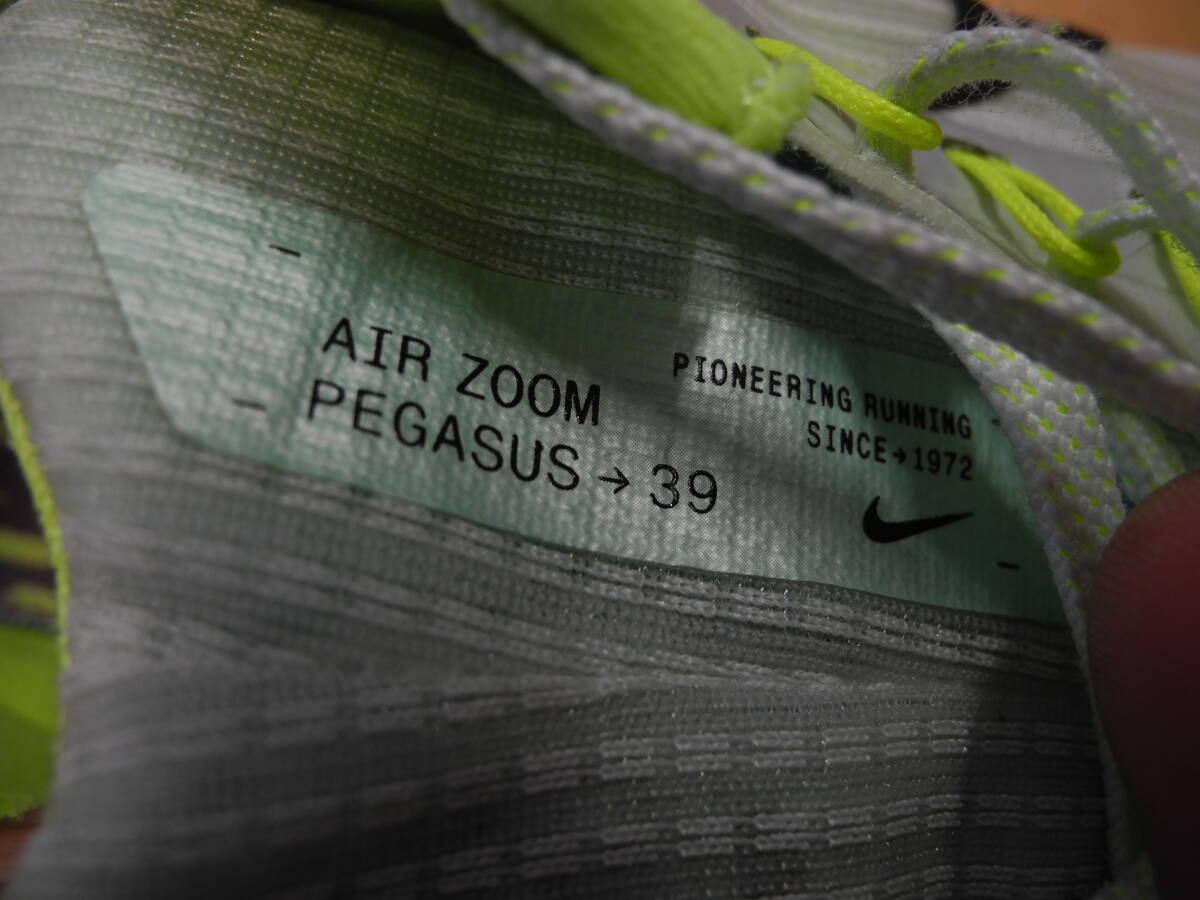 AIR ZOOM
PEGASUS → 39
PIONEERING RUNNING
SINCE→1972